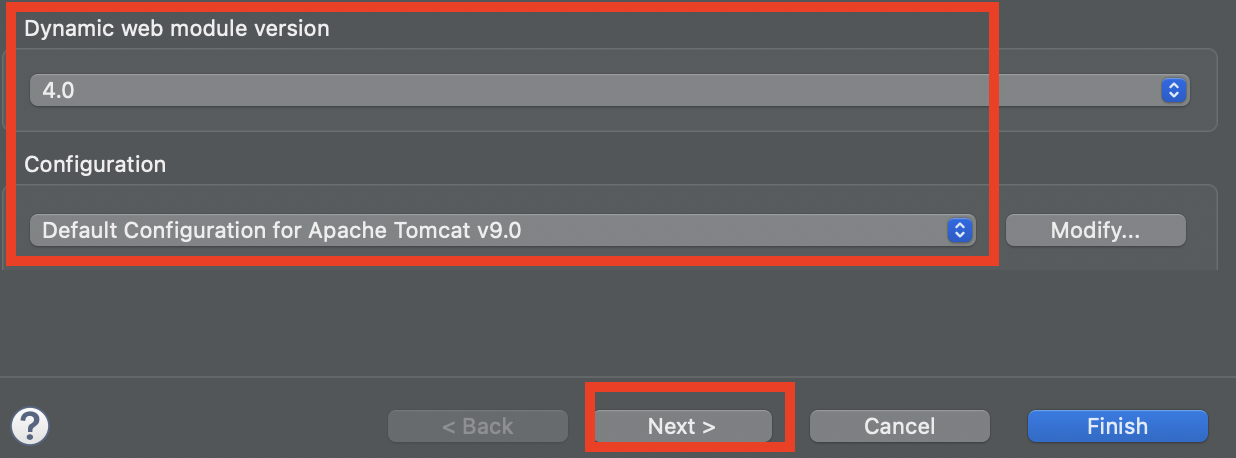 Dynamic web module version
4.0
Configuration
Default Configuration for Apache Tomcat v9.0
Modify...
?
< Back
Next >
Cancel
Finish